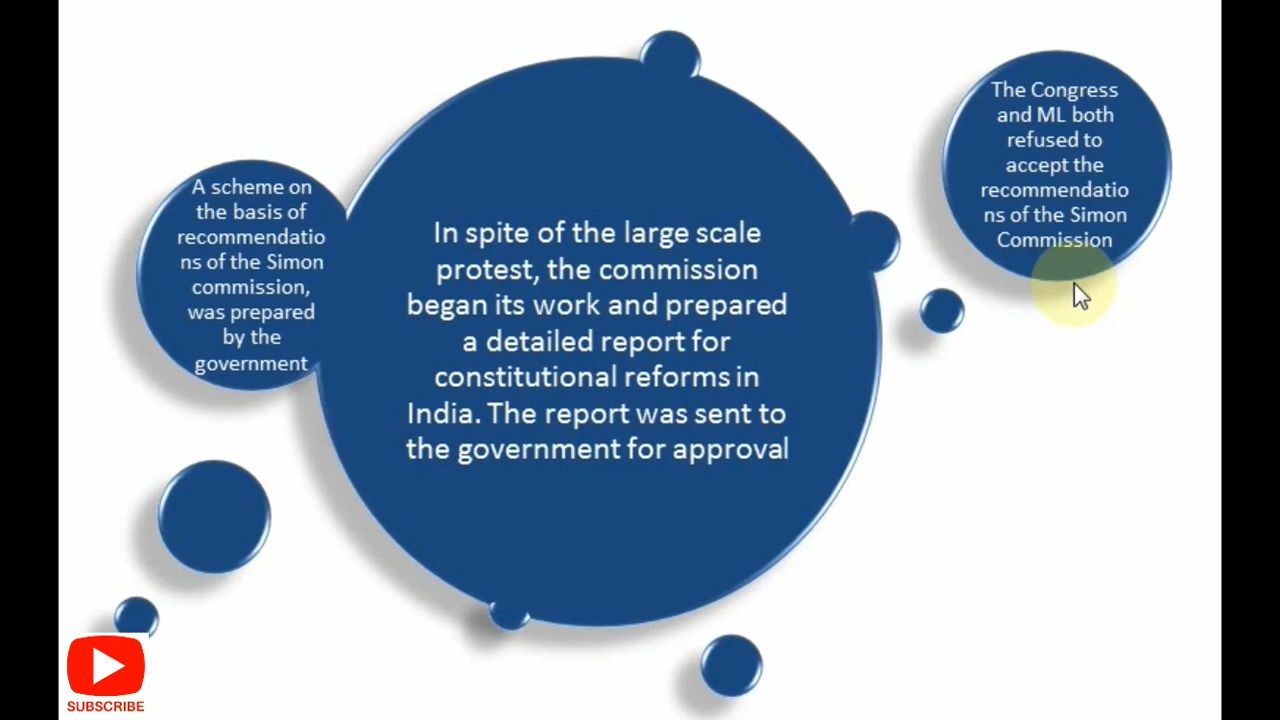 A scheme on
the basis of
recommendatio
ns of the Simon
commission,
was prepared
by the
government
In spite of the large scale
protest, the commission
began its work and prepared
a detailed report for
constitutional reforms in
India. The report was sent to
the government for approval
The Congress
and ML both
refused to
accept the
recommendatio
ns of the Simon
Commission
SUBSCRIBE